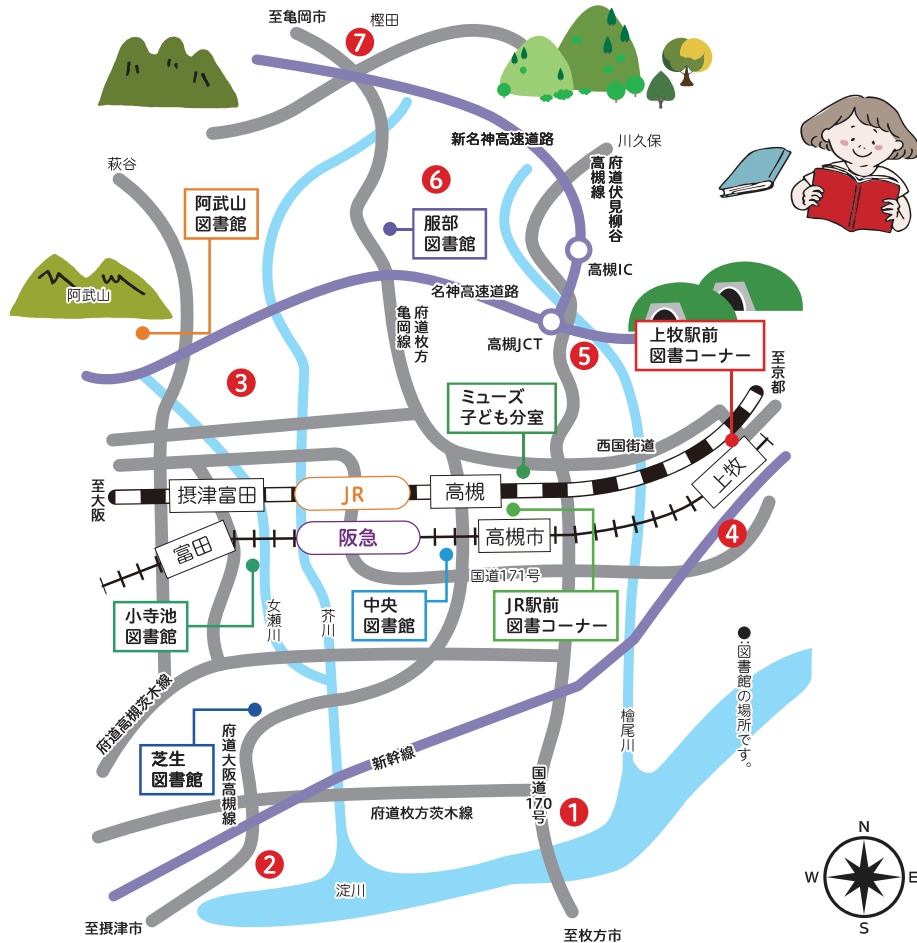 至亀岡市
樫田
7
新名神高速道路
川久保
府道伏見柳谷
高槻線
萩谷
6
阿武山
図書館
服部
図書館
高槻IC
阿武山
名神高速道路
府道枚方
亀岡線
高槻JCT
上牧駅前
図書コーナー
5
至京都
3
ミューズ
子ども分室
西国街道
至大阪
摂津富田
JR
高槻
上牧
富田
阪急
高槻市
4
国道171号
小寺池
図書館
女瀬川
芥川
中央
図書館
JR駅前
図書コーナー
●:図書館の場所です。
府道高槻茨木線
芝生
図書館
府道大阪高槻線
新幹線
檜尾川
国道
170
号
1
府道枚方茨木線
2
淀川
至摂津市
至枚方市
N
W
E
S